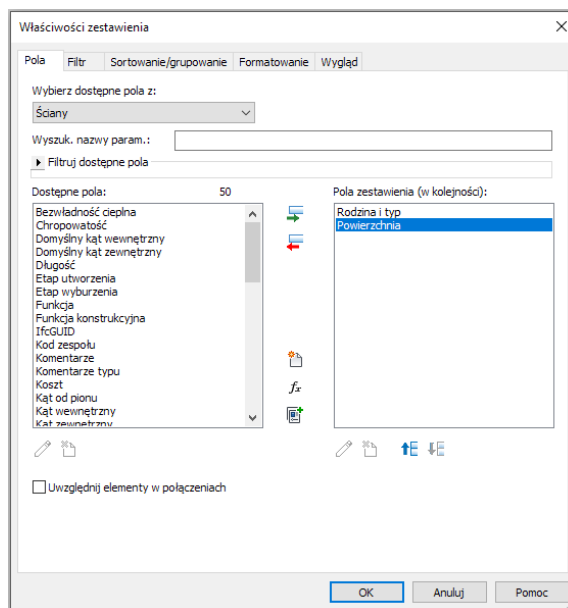 Właściwości zestawienia
Pola Filtr Sortowanie/grupowanie Formatowanie Wygląd
Wybierz dostępne pola z:
Ściany
Wyszuk. nazwy param.:
Filtruj dostępne pola
Dostępne pola: 50
Bezwładność cieplna
Chropowatość
Domyślny kąt wewnętrzny
Domyślny kąt zewnętrzny
Długość
Etap utworzenia
Etap wyburzenia
Funkcja
Funkcja konstrukcyjna
IfcGUID
Kod zespołu
Komentarze
Komentarze typu
Koszt
Kąt od pionu
Kąt wewnętrzny
Kąt zewnętrzny
fx
Pola zestawienia (w kolejności):
Rodzina i typ
Powierzchnia
Uwzględnij elementy w połączeniach
OK Anuluj Pomoc